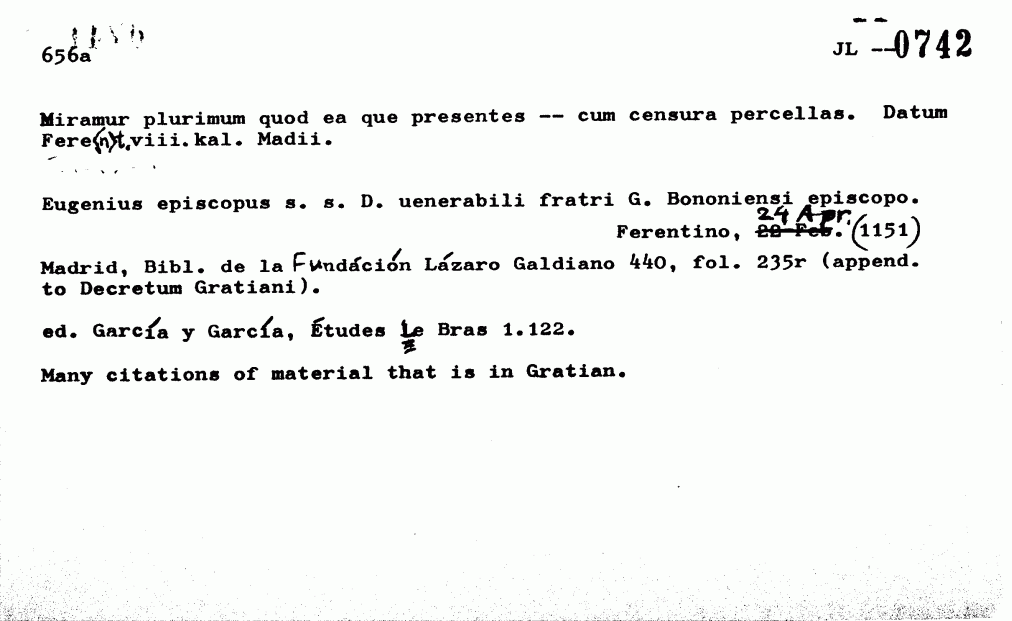 656a
JL --0742
Miramur plurimum quod ea que presentes -- cum censura percellas. Datum
Fere<n>t.viii.kal. Madii.
Eugenius episcopus s. s. D. uenerabili fratri G. Bononiensi episcopo.
24 Apr.
Ferentino, 22 Feb. (1151)
Madrid, Bibl. de la Fundáción Lázaro Galdiano 440, fol. 235r (append.
to Decretum Gratiani).
ed. García y García, Études Le Bras 1.122.
Many citations of material that is in Gratian.